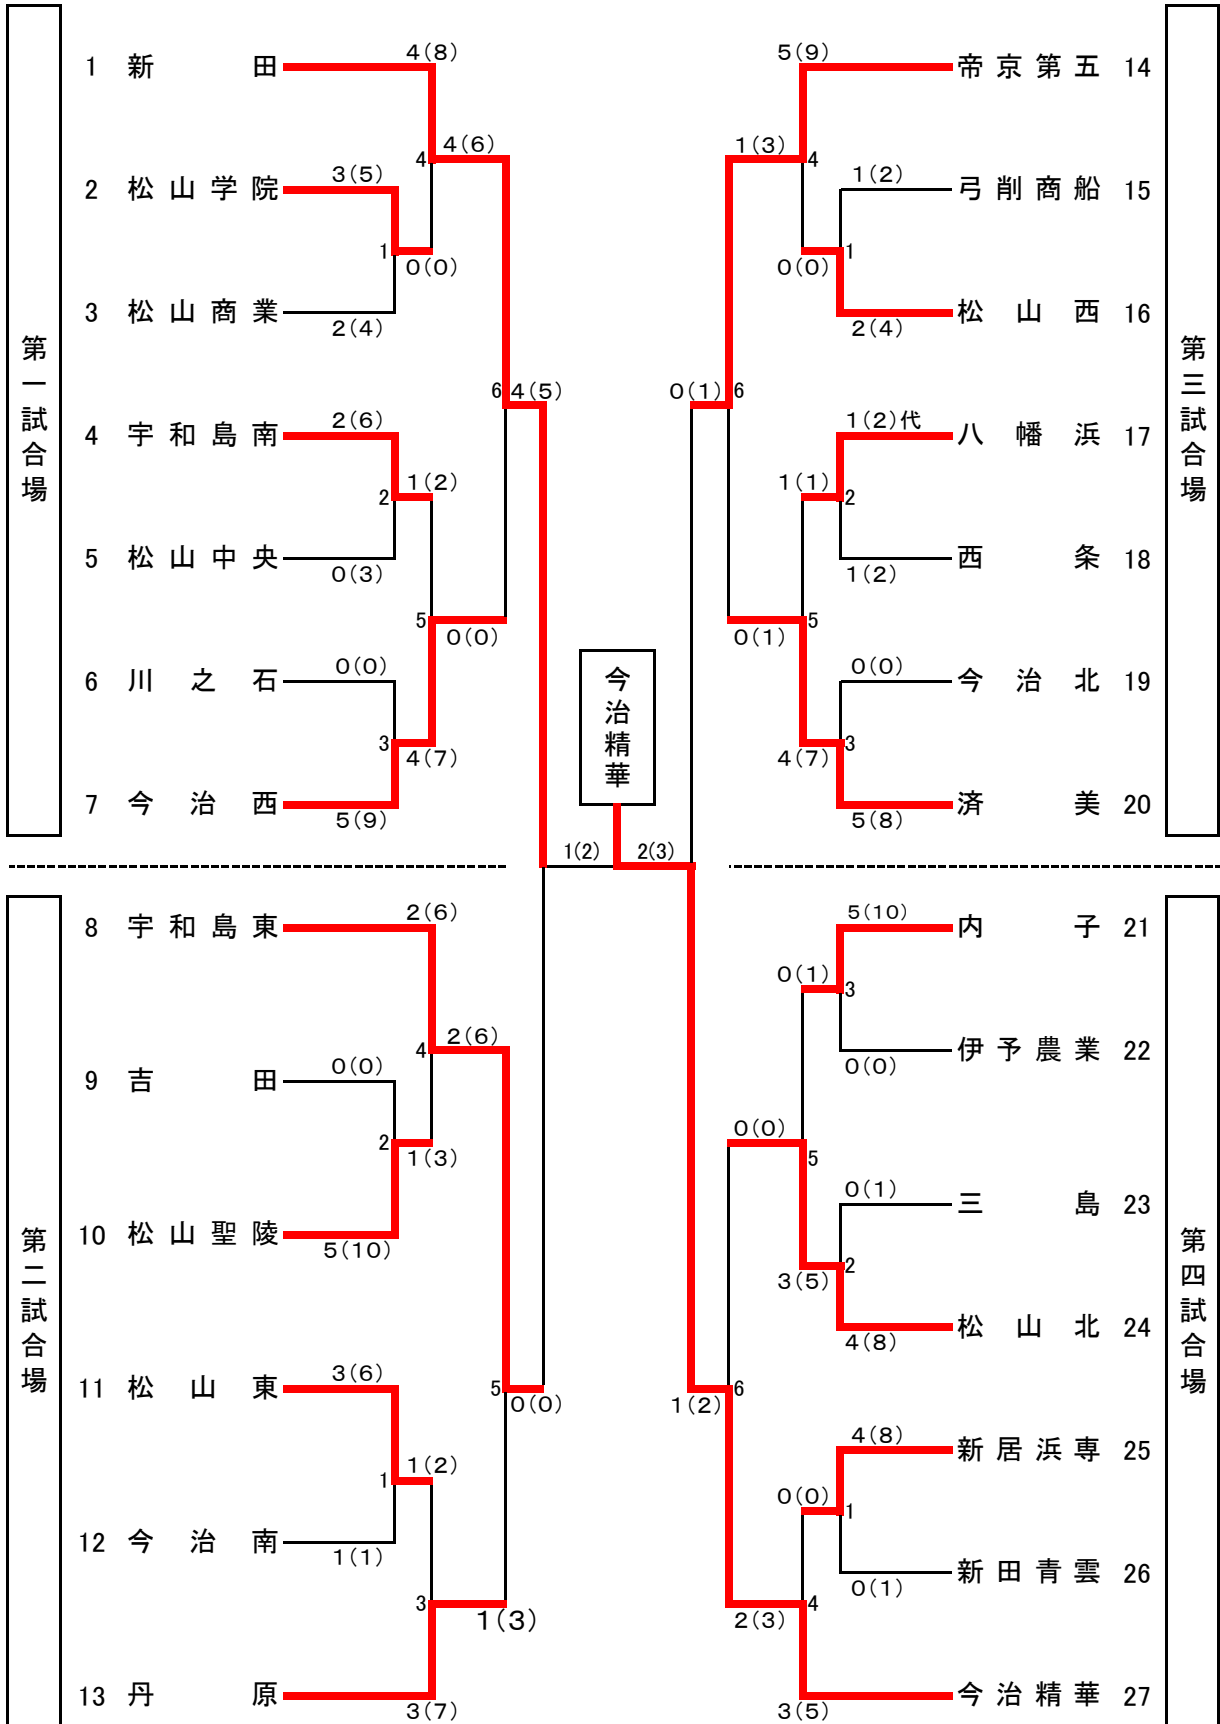 第一試合場
1 新田 4(8)
4(6)
4
2 松山学院 3(5)
1
0(0)
3 松山商業 2(4)
6 4(5)
4 宇和島南 2(6)
2 1(2)
5 松山中央 0(3)
5
0(0)
6 川之石 0(0)
3
4(7)
7 今治西 5(9)
第二試合場
8 宇和島東 2(6)
4 2(6)
9 吉田 0(0)
2
1(3)
10 松山聖陵 5(10)
5
0(0)
11 松山東 3(6)
1 1(2)
12 今治南 1(1)
3
1(3)
13 丹原 3(7)
今治精華
1(2) 2(3)
第三試合場
5(9) 帝京第五 14
1(3)
4
1(2) 弓削商船 15
1
0(0)
2(4) 松山西 16
0(1) 6
1(2)代 八幡浜 17
1(1) 2
1(2) 西条 18
5
0(1)
0(0) 今治北 19
3
4(7)
5(8) 済美 20
第四試合場
5(10) 内子 21
0(1) 3
0(0) 伊予農業 22
0(0)
5
0(1) 三島 23
2
3(5)
4(8) 松山北 24
6
1(2)
4(8) 新居浜専 25
0(0) 1
0(1) 新田青雲 26
4
2(3)
3(5) 今治精華 27